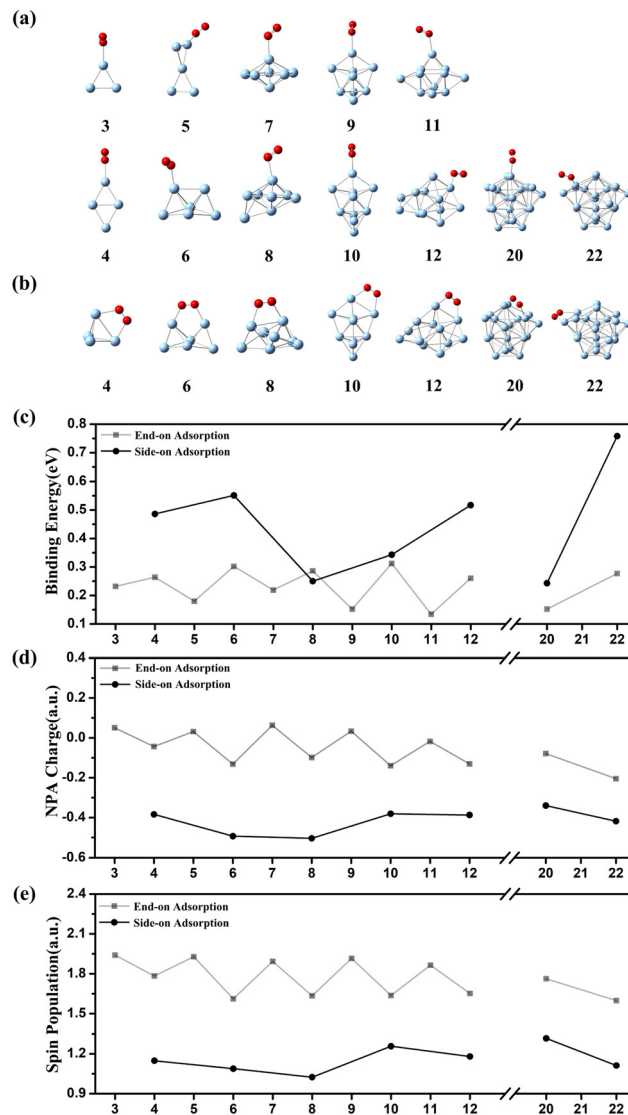 (a)
3 5 7 9 11
4 6 8 10 12 20 22
(b)
4 6 8 10 12 20 22
(c)
0.8
0.7
0.6
0.5
0.4
0.3
0.2
0.1
Binding Energy(eV)
End-on Adsorption
Side-on Adsorption
3 4 5 6 7 8 9 10 11 12 20 21 22
(d)
0.4
0.2
0.0
-0.2
-0.4
-0.6
NPA Charge(a.u.)
End-on Adsorption
Side-on Adsorption
3 4 5 6 7 8 9 10 11 12 20 21 22
(e)
2.4
2.1
1.8
1.5
1.2
0.9
Spin Population(a.u.)
End-on Adsorption
Side-on Adsorption
3 4 5 6 7 8 9 10 11 12 20 21 22